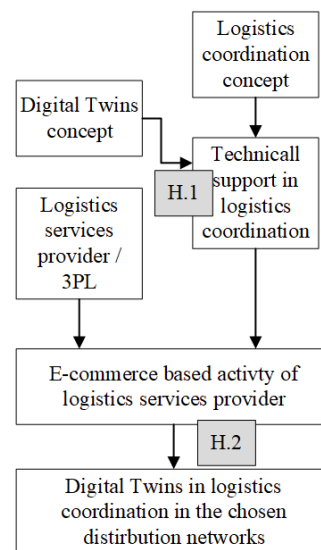 Logistics
coordination
concept
Digital Twins
concept
Technicall
support in
logistics
coordination
H.1
Logistics
services
provider /
3PL
E-commerce based activty of
logistics services provider
H.2
Digital Twins in logistics
coordination in the chosen
distirbution networks